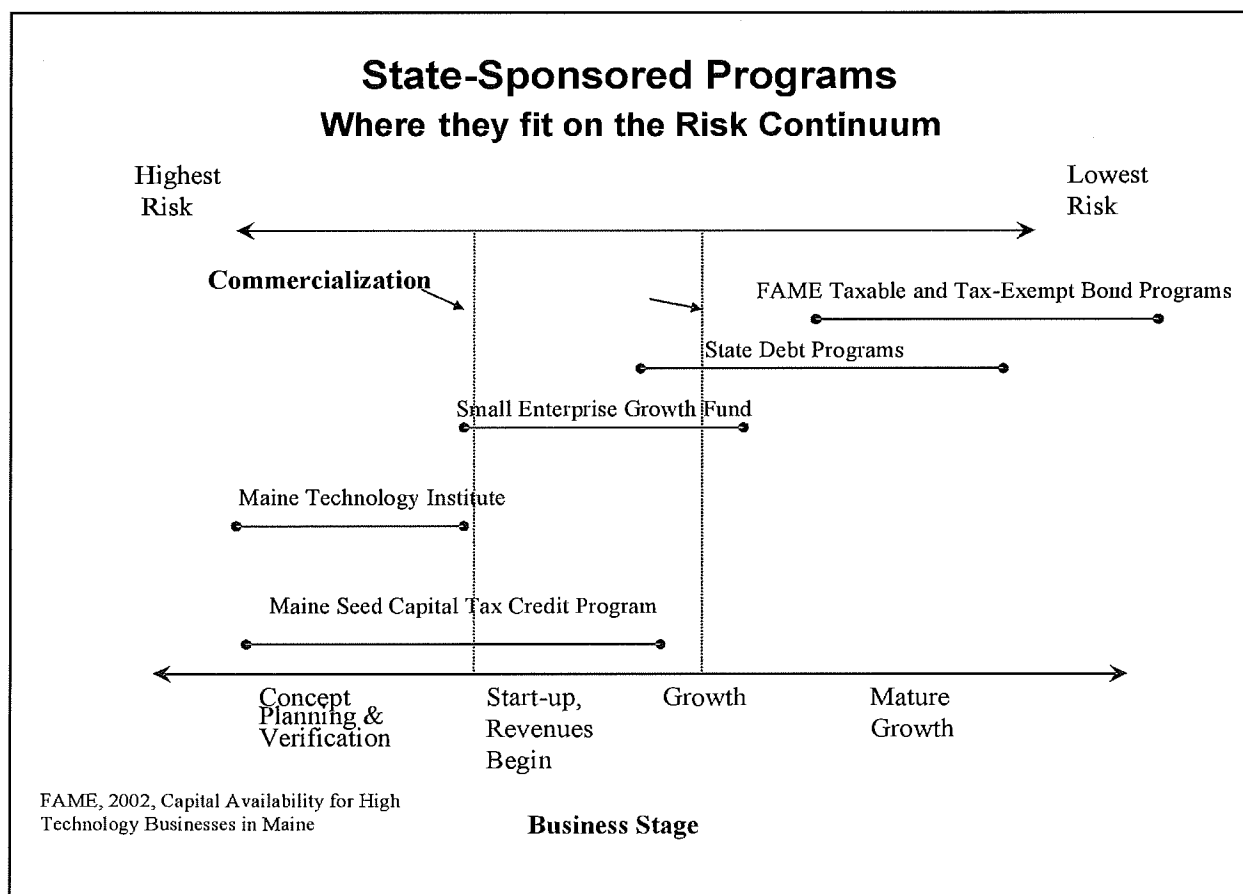 State-Sponsored Programs
Where they fit on the Risk Continuum
Highest
Risk
Lowest
Risk
Commercialization
FAME Taxable and Tax-Exempt Bond Programs
State Debt Programs
Small Enterprise Growth Fund
Maine Technology Institute
Maine Seed Capital Tax Credit Program
Concept
Planning &
Verification
Start-up,
Revenues
Begin
Growth
Mature
Growth
FAME, 2002, Capital Availability for High
Technology Businesses in Maine
Business Stage